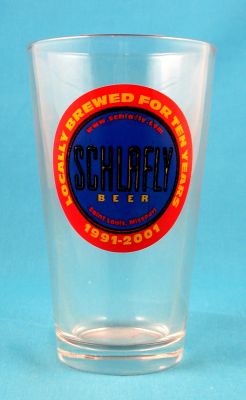 LOCALLY BREWED FOR TEN YEARS
www.schlafly.com
SCHLAFLY
BEER
Saint Louis, Missouri
1991-2001